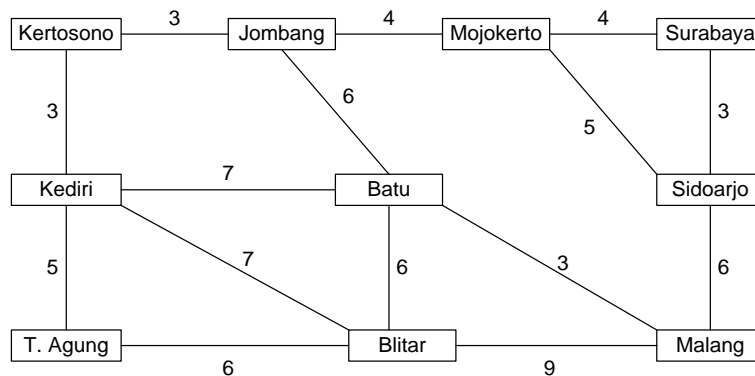 3 4 4
Kertosono Jombang Mojokerto Surabaya
3 6 5 3
7
Kediri Batu Sidoarjo
5 7 6 3 6
T. Agung Blitar Malang
6 9